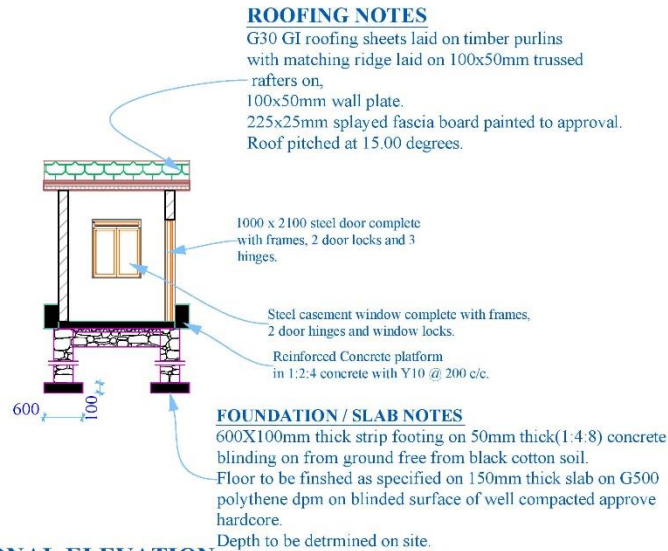 ROOFING NOTES
G30 GI roofing sheets laid on timber purlins
with matching ridge laid on 100x50mm trussed
rafters on,
100x50mm wall plate.
225x25mm splayed fascia board painted to approval.
Roof pitched at 15.00 degrees.
1000 x 2100 steel door complete
with frames, 2 door locks and 3
hinges.
Steel casement window complete with frames,
2 door hinges and window locks.
Reinforced Concrete platform
in 1:2:4 concrete with Y10 @ 200 c/c.
600
100
FOUNDATION / SLAB NOTES
600X100mm thick strip footing on 50mm thick(1:4:8) concrete
blinding on from ground free from black cotton soil.
Floor to be finshed as specified on 150mm thick slab on G500
polythene dpm on blinded surface of well compacted approve
hardcore.
Depth to be detrmined on site.